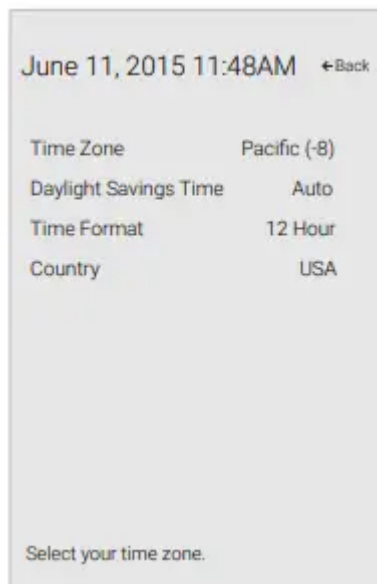 June 11, 2015 11:48AM ←Back
Time Zone Pacific (-8)
Daylight Savings Time Auto
Time Format 12 Hour
Country USA
Select your time zone.